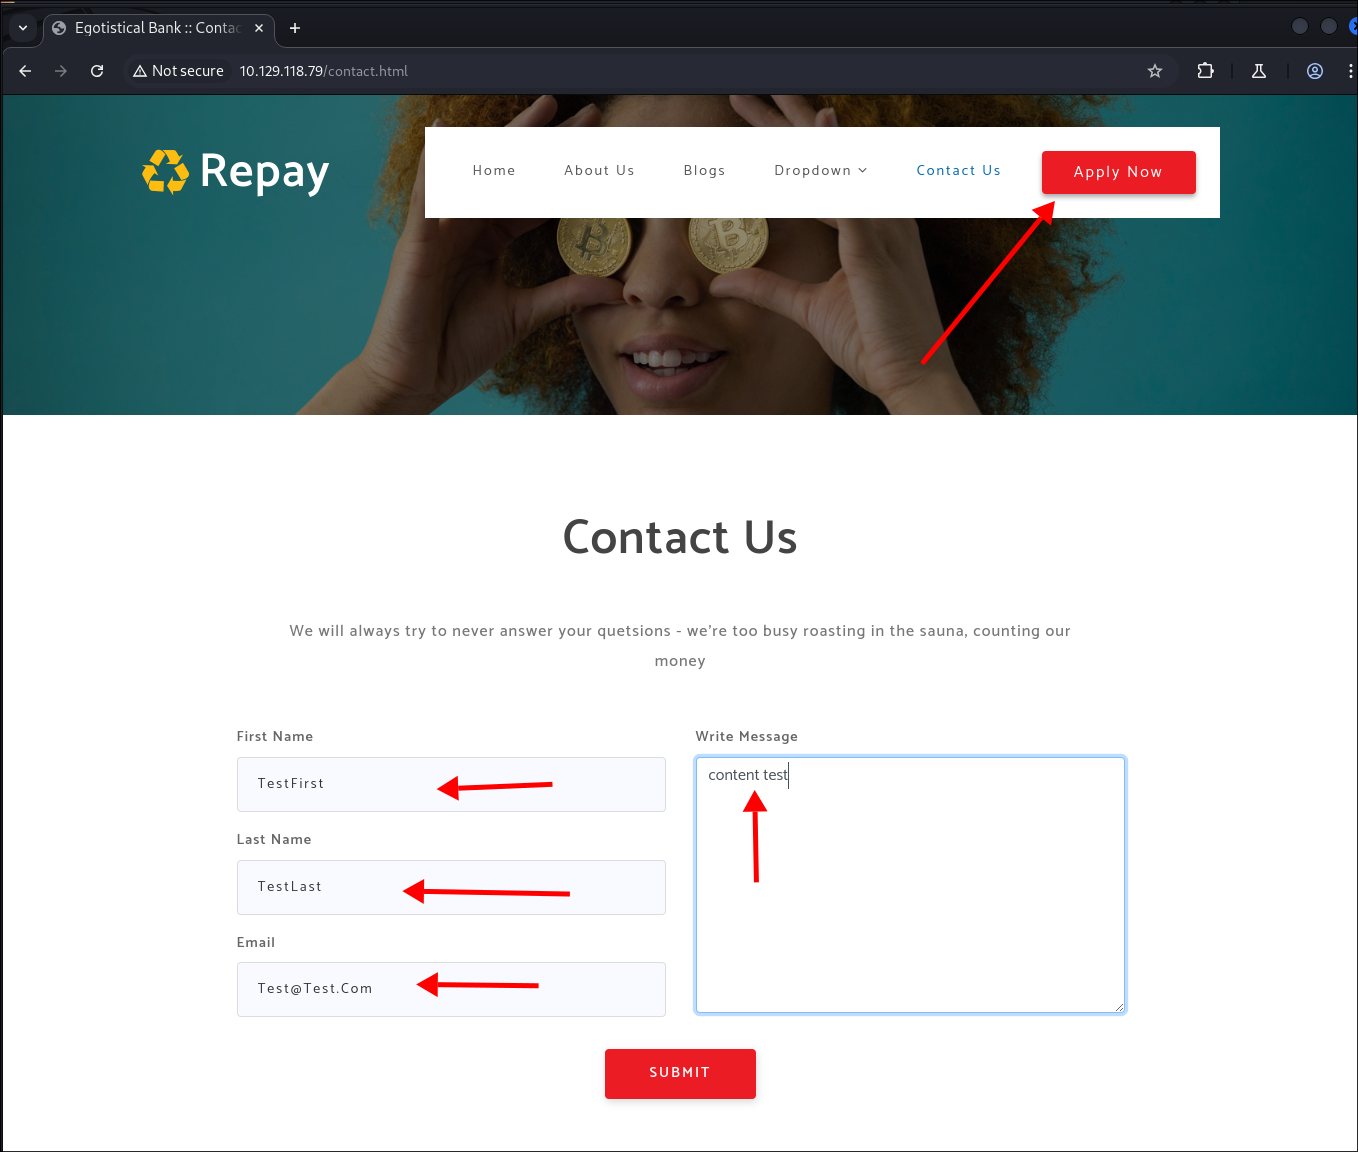 Egotistical Bank :: Contac
Not secure 10.129.118.79/contact.html
Repay
Home About Us Blogs Dropdown Contact Us Apply Now
Contact Us
We will always try to never answer your quetsions - we're too busy roasting in the sauna, counting our
money
First Name
TestFirst
Last Name
TestLast
Email
Test@Test.Com
Write Message
content test
SUBMIT